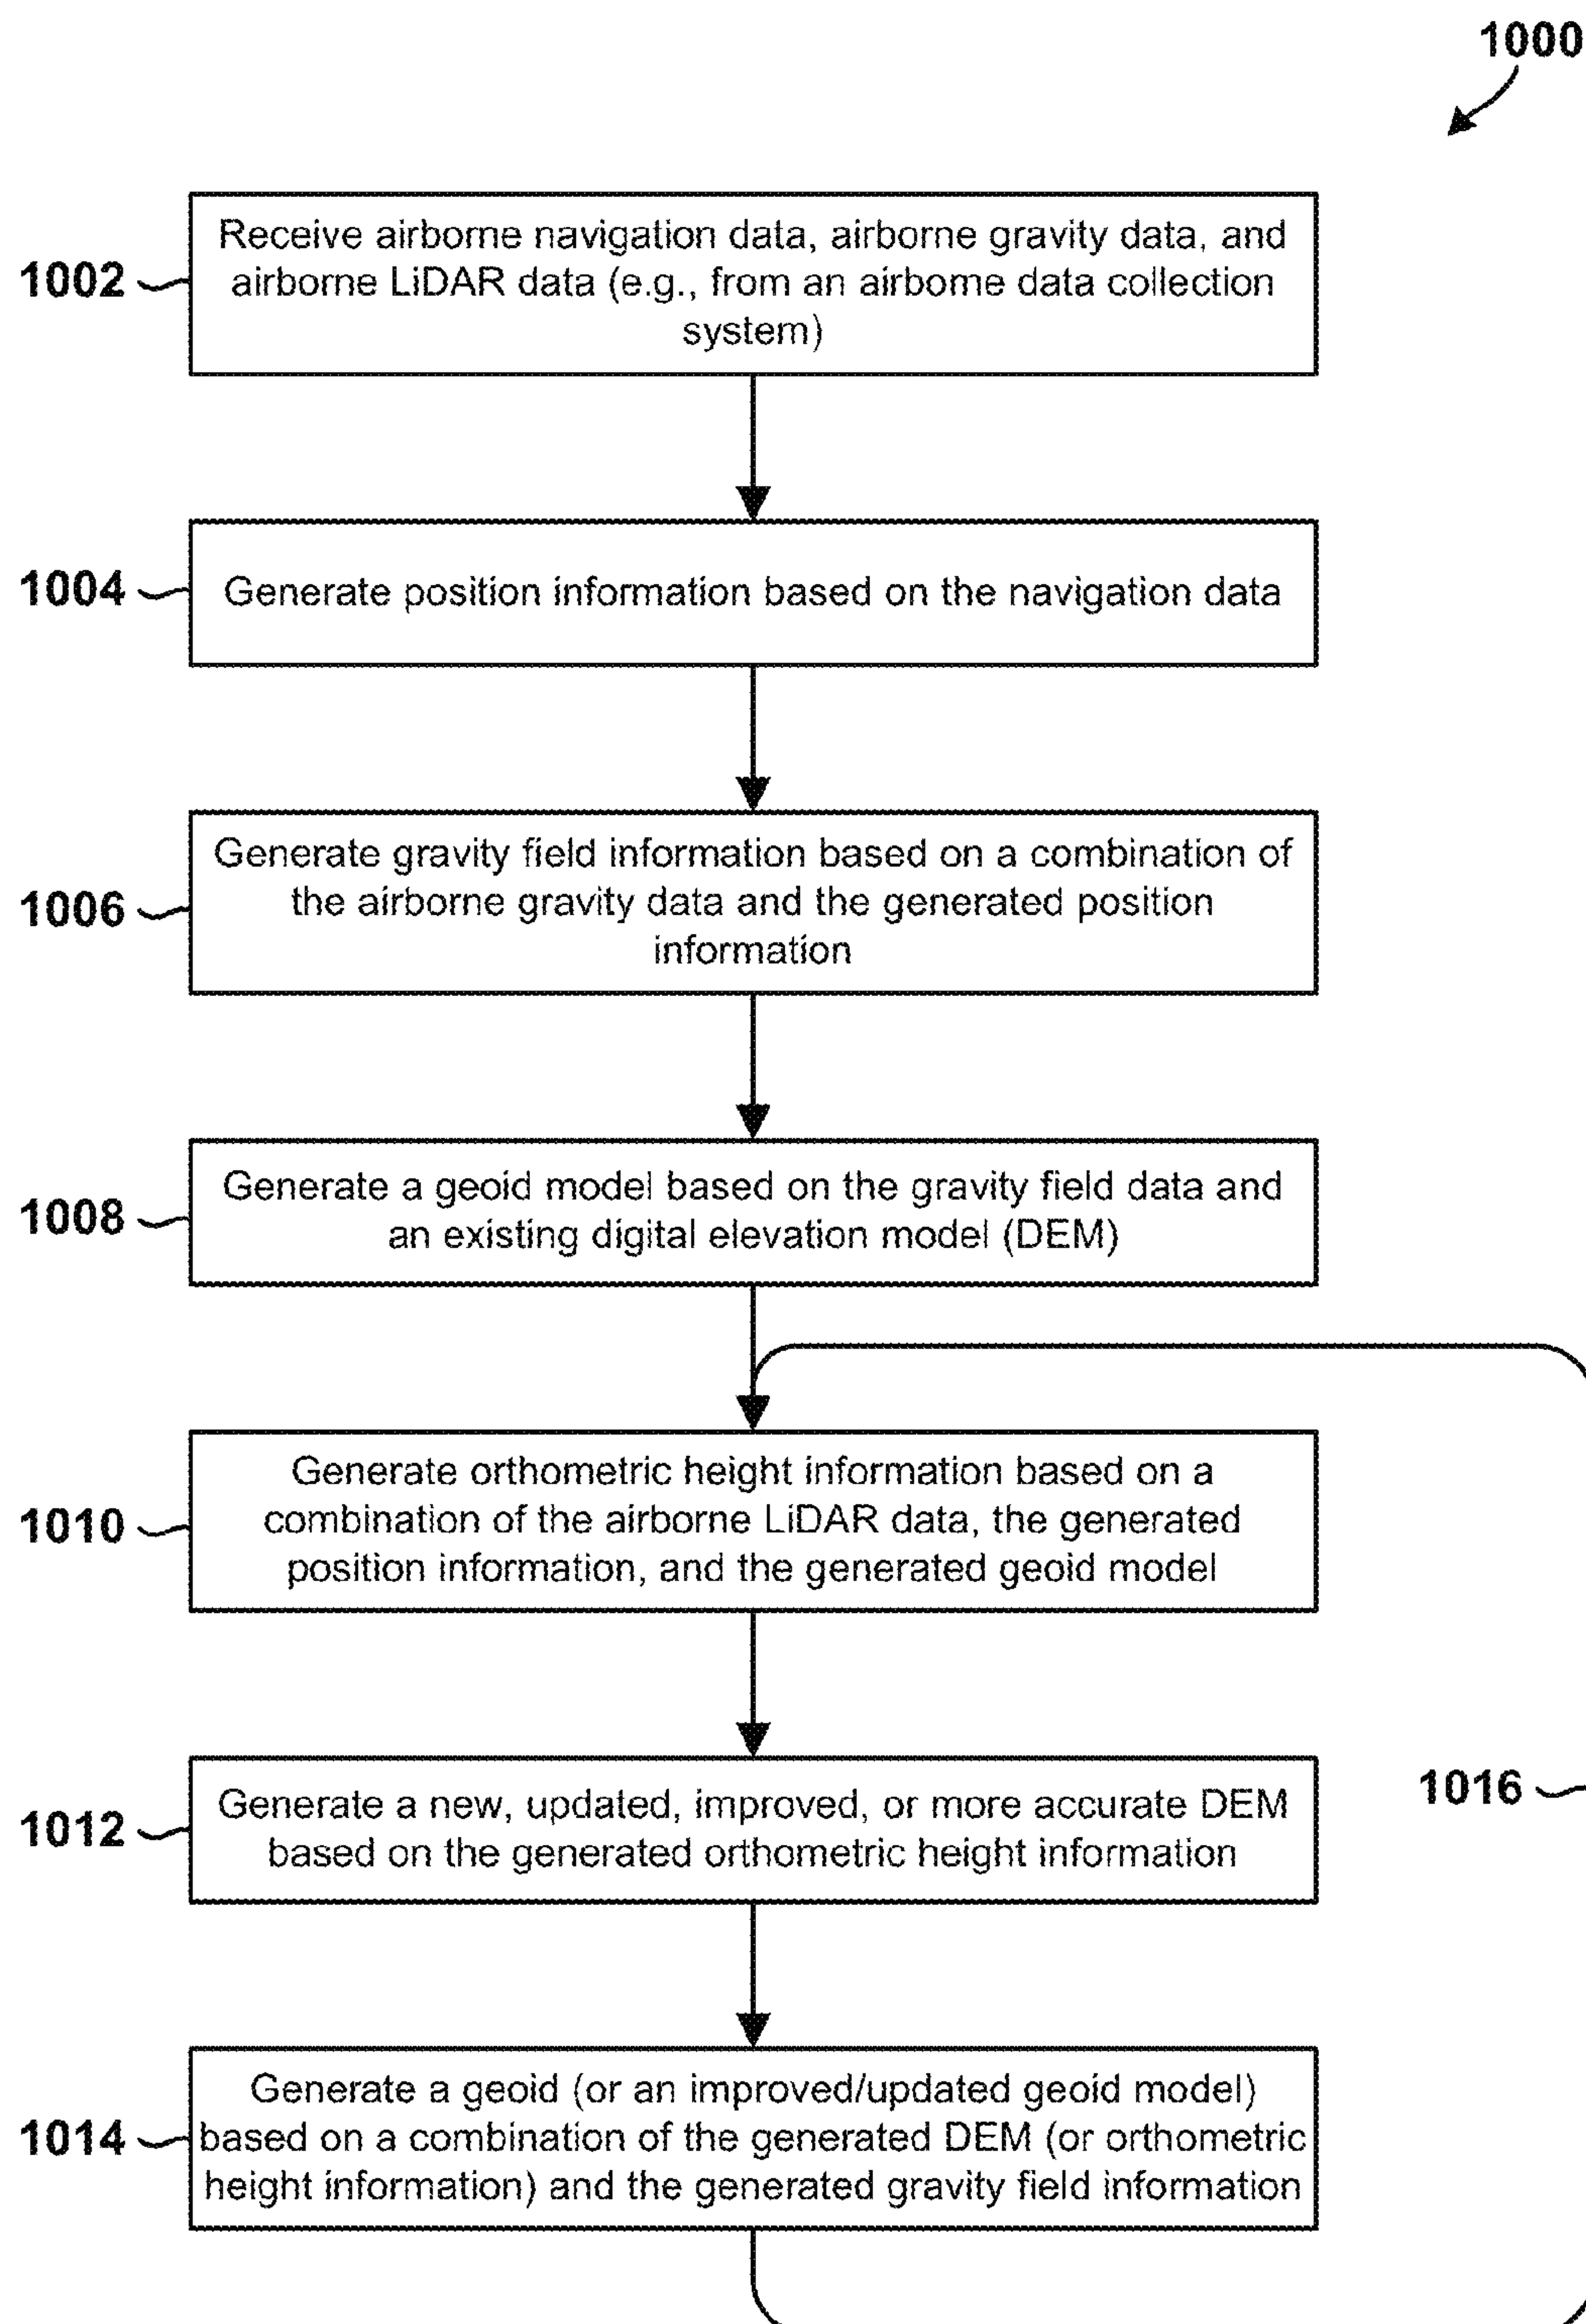 1000
1002
Receive airborne navigation data, airborne gravity data, and
airborne LiDAR data (e.g., from an airborne data collection
system)
1004
Generate position information based on the navigation data
1006
Generate gravity field information based on a combination of
the airborne gravity data and the generated position
information
1008
Generate a geoid model based on the gravity field data and
an existing digital elevation model (DEM)
1010
Generate orthometric height information based on a
combination of the airborne LiDAR data, the generated
position information, and the generated geoid model
1012
Generate a new, updated, improved, or more accurate DEM
based on the generated orthometric height information
1016
1014
Generate a geoid (or an improved/updated geoid model)
based on a combination of the generated DEM (or orthometric
height information) and the generated gravity field information